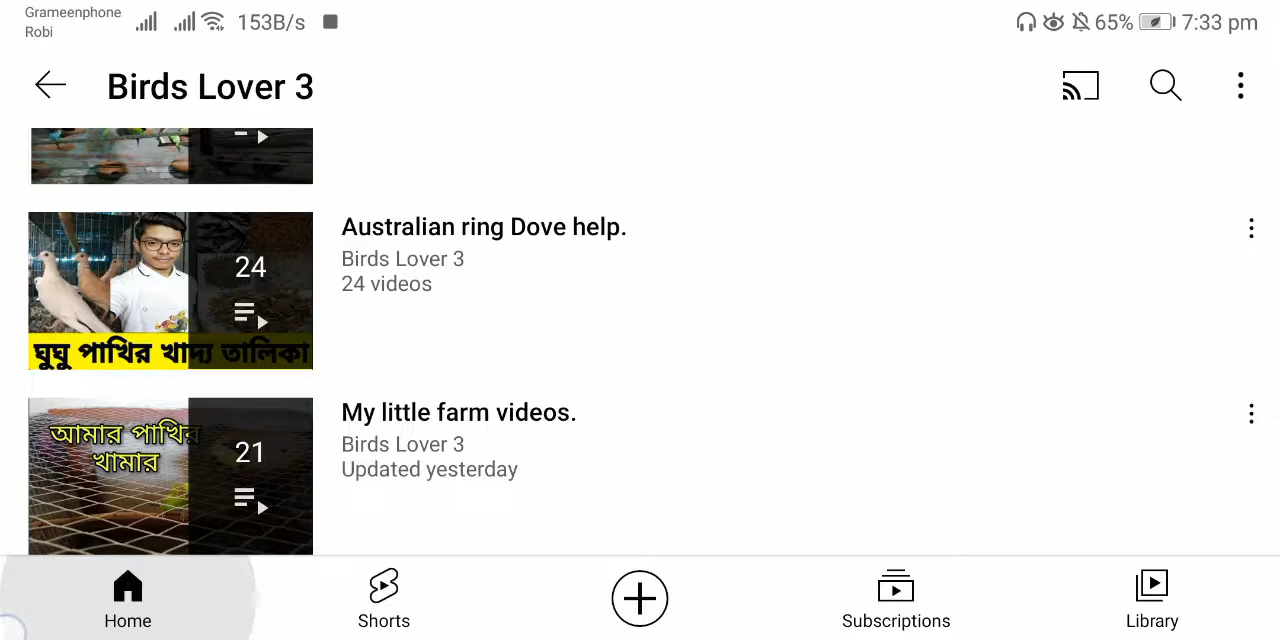 Grameenphone
Robi
153B/s
65%
7:33 pm
Birds Lover 3
24
ঘুঘু পাখির খাদ্য তালিকা
Australian ring Dove help.
Birds Lover 3
24 videos
আমার পাখির
খামার
21
My little farm videos.
Birds Lover 3
Updated yesterday
Home
Shorts
Subscriptions
Library